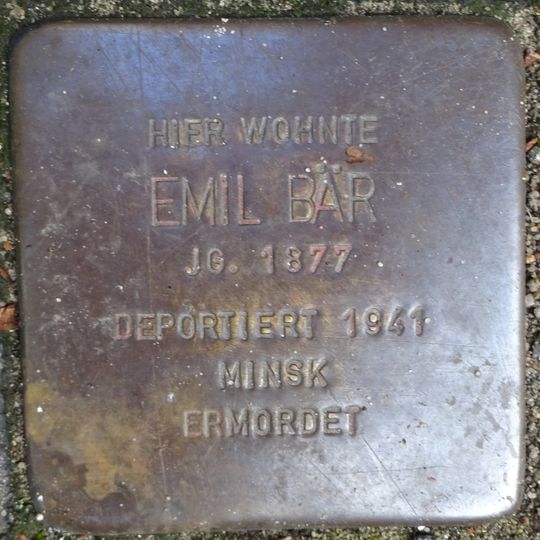 HIER WOHNTE
EMIL BÄR
JG. 1877
DEPORTIERT 1941
MINSK
ERMORDET